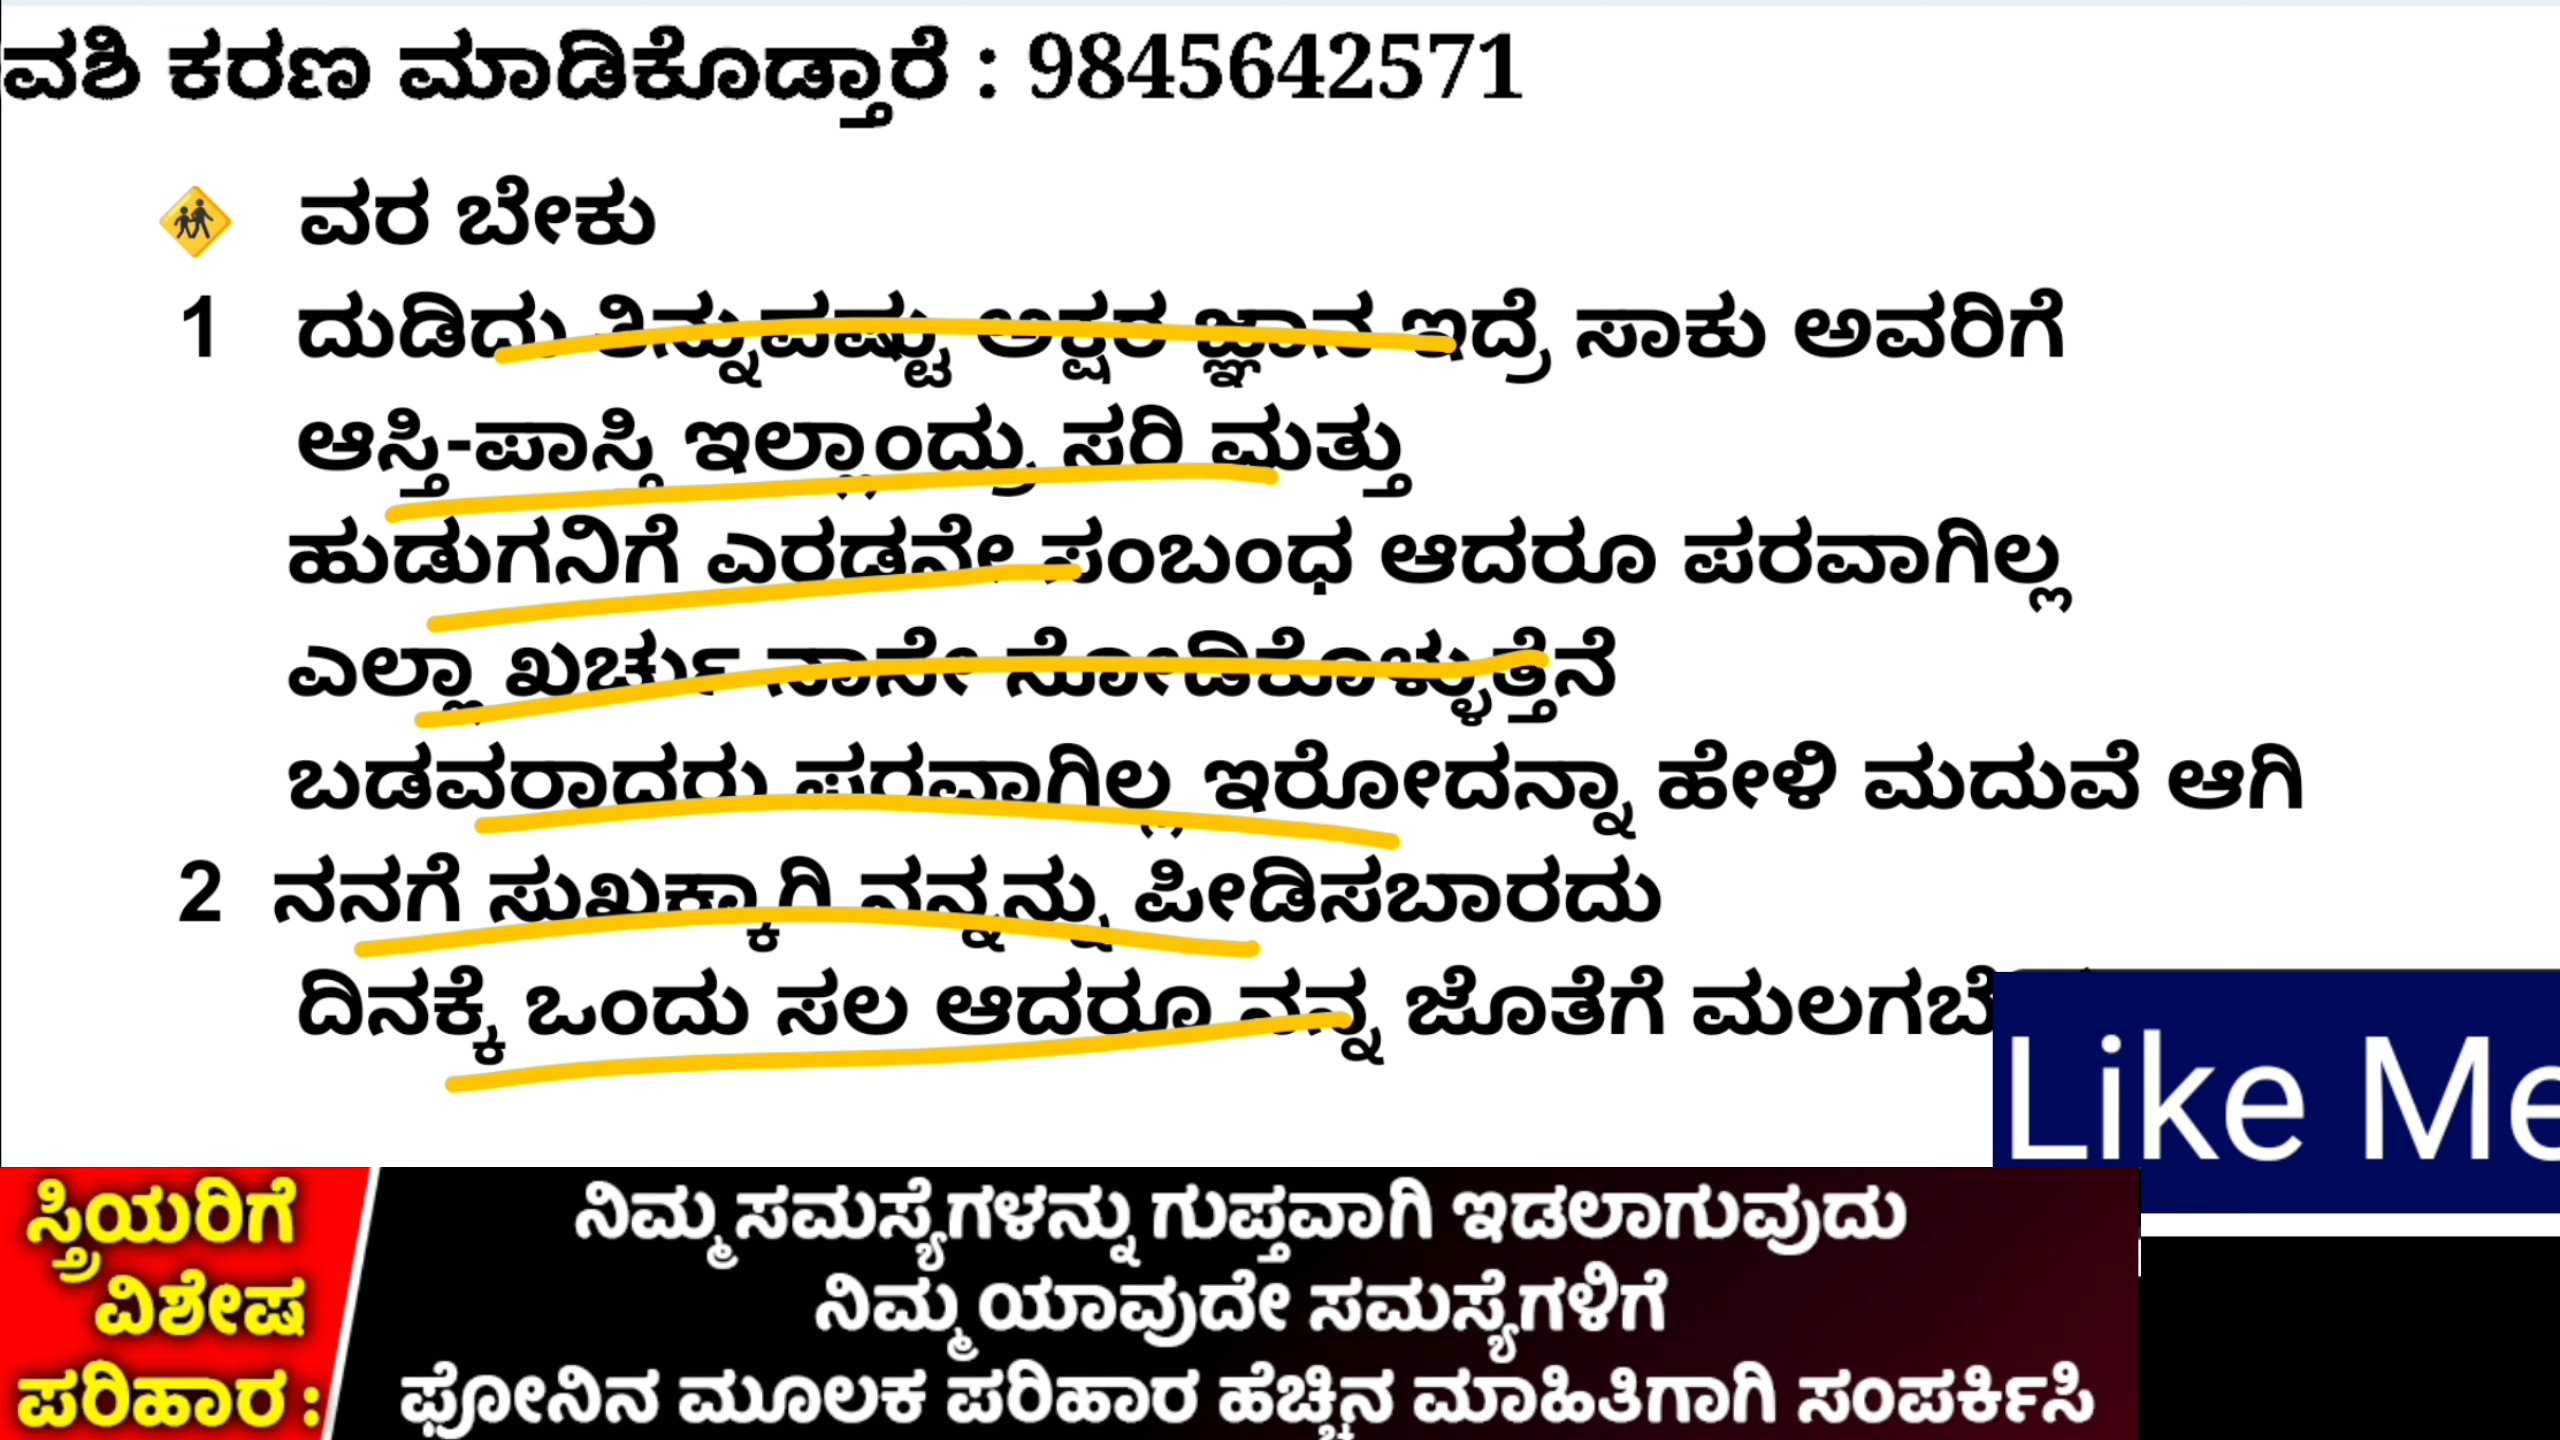 ವಶಿ ಕರಣ ಮಾಡಿಕೊಡ್ತಾರೆ : 9845642571
ವರ ಬೇಕು
1 ದುಡಿದು ತಿನ್ನುವಷ್ಟು ಅಕ್ಷರ ಜ್ಞಾನ ಇದ್ರೆ ಸಾಕು ಅವರಿಗೆ
ಆಸ್ತಿ-ಪಾಸ್ತಿ ಇಲ್ಲಾಂದ್ರು ಸರಿ ಮತ್ತು
ಹುಡುಗನಿಗೆ ಎರಡನೇ ಸಂಬಂಧ ಆದರೂ ಪರವಾಗಿಲ್ಲ
ಎಲ್ಲಾ ಖರ್ಚು ನಾನೇ ನೋಡಿಕೊಳ್ಳುತ್ತೆನೆ
ಬಡವರಾದರು ಪರವಾಗಿಲ್ಲ ಇರೋದನ್ನಾ ಹೇಳಿ ಮದುವೆ ಆಗಿ
2 ನನಗೆ ಸುಖಕ್ಕಾಗಿ ನನ್ನನ್ನು ಪೀಡಿಸಬಾರದು
ದಿನಕ್ಕೆ ಒಂದು ಸಲ ಆದರೂ ನನ್ನ ಜೊತೆಗೆ
Like Me
ಸ್ತ್ರಿಯರಿಗೆ
ವಿಶೇಷ
ಪರಿಹಾರ :
ನಿಮ್ಮ ಸಮಸ್ಯೆಗಳನ್ನು ಗುಪ್ತವಾಗಿ ಇಡಲಾಗುವುದು
ನಿಮ್ಮ ಯಾವುದೇ ಸಮಸ್ಯೆಗಳಿಗೆ
ಫೋನಿನ ಮೂಲಕ ಪರಿಹಾರ ಹೆಚ್ಚಿನ ಮಾಹಿತಿಗಾಗಿ ಸಂಪರ್ಕಿಸಿ